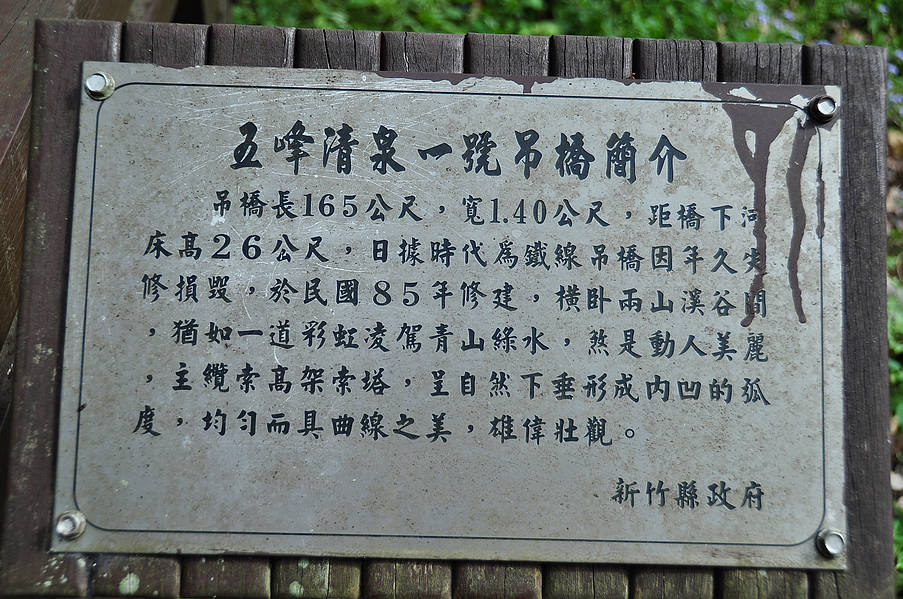 五峰清泉一號吊橋簡介
吊橋長165公尺，寬1.40公尺，距橋下河
床高26公尺，日據時代為鐵線吊橋因年久失
修損毀，於民國85年修建，橫卧兩山溪谷間
，猶如一道彩虹凌駕青山綠水，煞是動人美麗
，主纜索高架索塔，呈自然下垂形成內凹的弧
度，均勻而具曲線之美，雄偉壯觀。
新竹縣政府